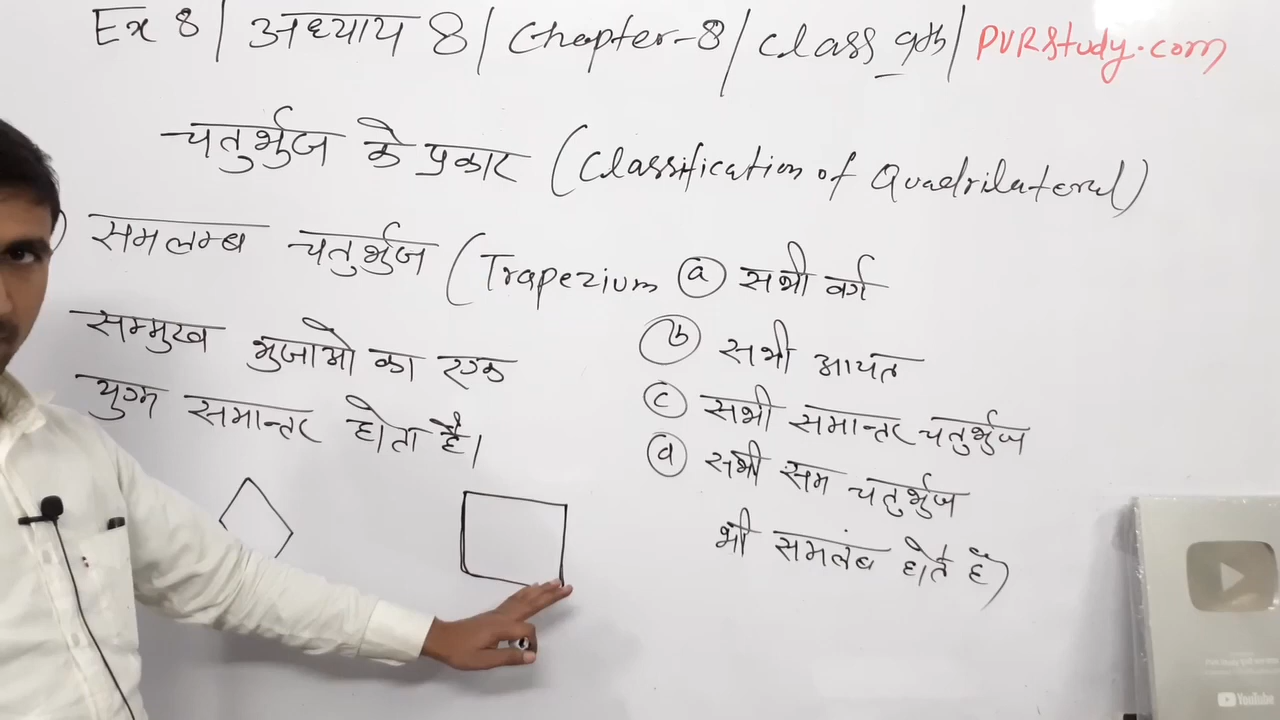 Ex 8 | अध्याय 8 | Chapter-8 | Class 9th | PVRStudy.com
चतुर्भुज के प्रकार (Classification of Quadrilateral)
) समलम्ब चतुर्भुज (Trapezium
सम्मुख भुजाओ का एक
युग्म समान्तर होता है।
(a) सभी वर्ग
(b) सभी आयत
(c) सभी समान्तर चतुर्भुज
(d) सभी सम चतुर्भुज
भी समलंब होते हैं)
YouTube